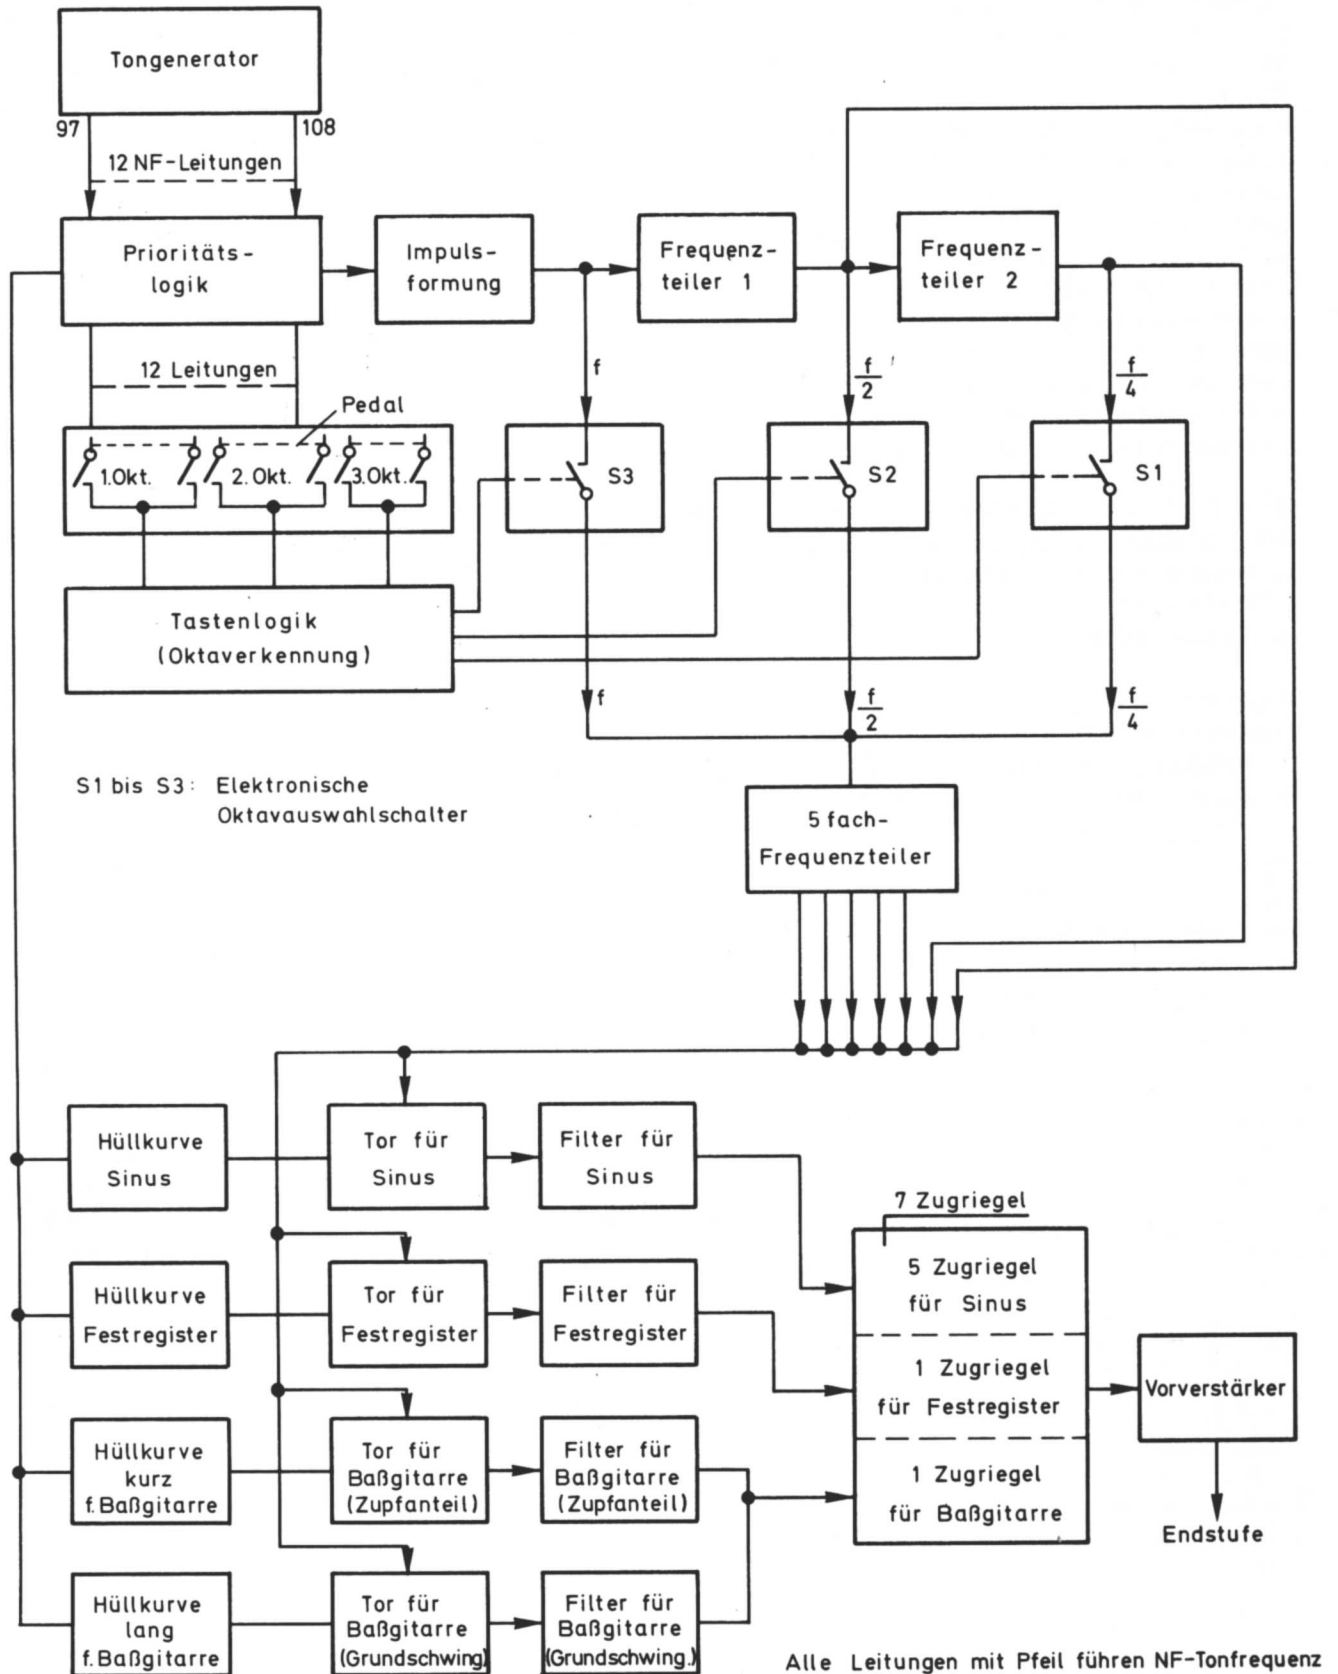 Tongenerator
97
108
12 NF-Leitungen
Prioritäts-
logik
Impuls-
formung
Frequenz-
teiler 1
Frequenz-
teiler 2
12 Leitungen
Pedal
1.Okt.
2.Okt.
3.Okt.
f
f
2
f
4
S3
S2
S1
Tastenlogik
(Oktaverkennung)
f
f
2
f
4
S1 bis S3: Elektronische
Oktavauswahlschalter
5fach-
Frequenzteiler
Hüllkurve
Sinus
Tor für
Sinus
Filter für
Sinus
7 Zugriegel
5 Zugriegel
für Sinus
Hüllkurve
Festregister
Tor für
Festregister
Filter für
Festregister
1 Zugriegel
für Festregister
Vorverstärker
Hüllkurve
kurz
f.Baßgitarre
Tor für
Baßgitarre
(Zupfanteil)
Filter für
Baßgitarre
(Zupfanteil)
1 Zugriegel
für Baßgitarre
Endstufe
Hüllkurve
lang
f.Baßgitarre
Tor für
Baßgitarre
(Grundschwing)
Filter für
Baßgitarre
(Grundschwing.)
Alle Leitungen mit Pfeil führen NF-Tonfrequenz